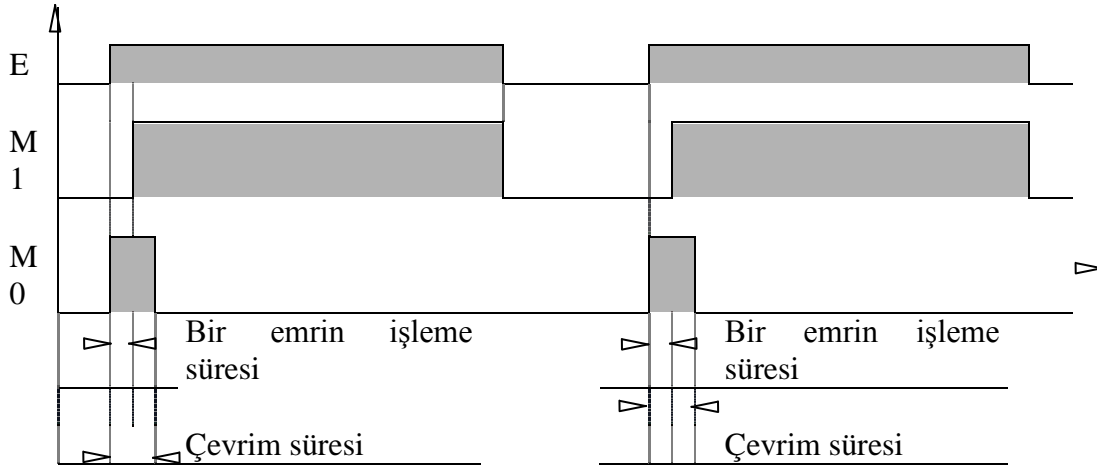 E
M
1
M
0
Bir emrin işleme
süresi
Bir emrin işleme
süresi
Çevrim süresi
Çevrim süresi